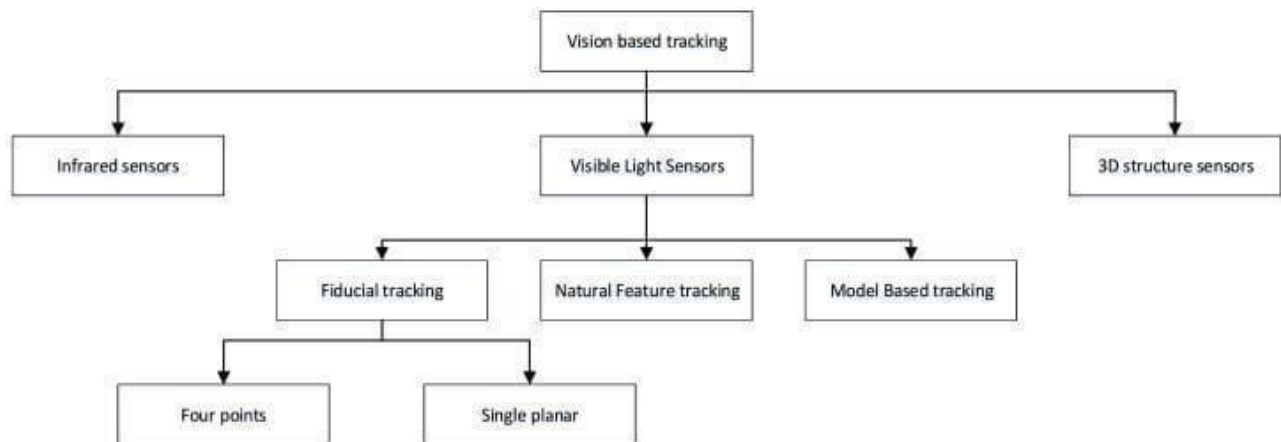 Vision based tracking
Infrared sensors
Visible Light Sensors
3D structure sensors
Fiducial tracking
Natural Feature tracking
Model Based tracking
Four points
Single planar